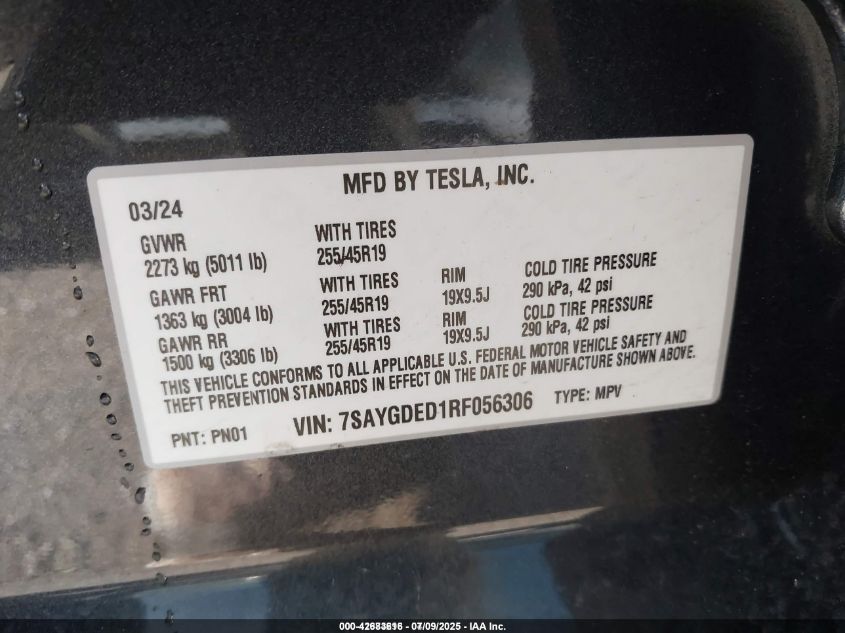 MFD BY TESLA, INC.
03/24
GVWR WITH TIRES
2273 kg (5011 lb) 255/45R19
GAWR FRT WITH TIRES RIM COLD TIRE PRESSURE
1363 kg (3004 lb) 255/45R19 19X9.5J 290 kPa, 42 psi
GAWR RR WITH TIRES RIM COLD TIRE PRESSURE
1500 kg (3306 lb) 255/45R19 19X9.5J 290 kPa, 42 psi
THIS VEHICLE CONFORMS TO ALL APPLICABLE U.S. FEDERAL MOTOR VEHICLE SAFETY AND
THEFT PREVENTION STANDARDS IN EFFECT ON THE DATE OF MANUFACTURE SHOWN ABOVE.
PNT: PN01 VIN: 7SAYGDED1RF056306 TYPE: MPV
- IAA Inc.